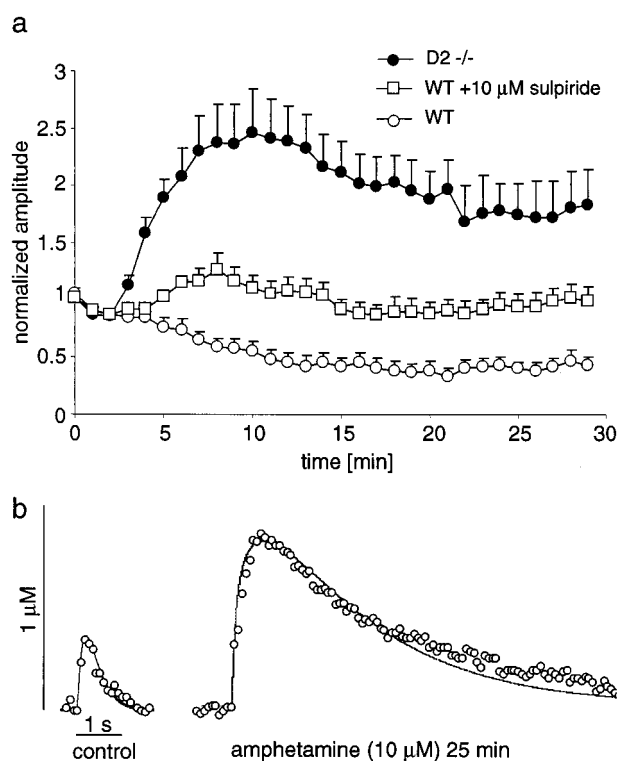 a
D2 -/-
WT +10 μM sulpiride
WT
3
2.5
2
1.5
1
0.5
0
normalized amplitude
0 5 10 15 20 25 30
time [min]
b
1 μM
1 s
control
amphetamine (10 μM) 25 min